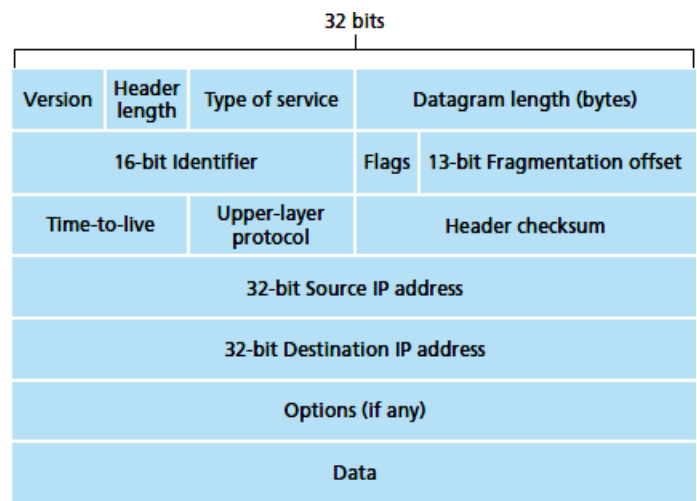 32 bits
Version Header length Type of service Datagram length (bytes)
16-bit Identifier Flags 13-bit Fragmentation offset
Time-to-live Upper-layer protocol Header checksum
32-bit Source IP address
32-bit Destination IP address
Options (if any)
Data